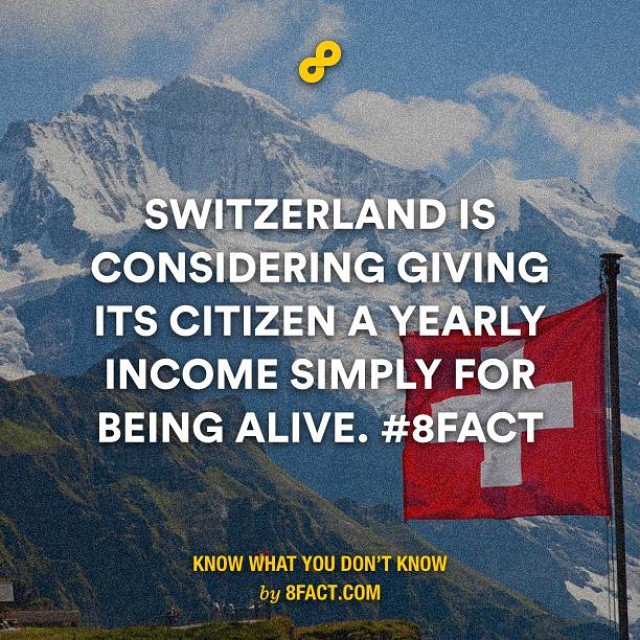 SWITZERLAND IS
CONSIDERING GIVING
ITS CITIZEN A YEARLY
INCOME SIMPLY FOR
BEING ALIVE. #8FACT
KNOW WHAT YOU DON'T KNOW
by 8FACT.COM